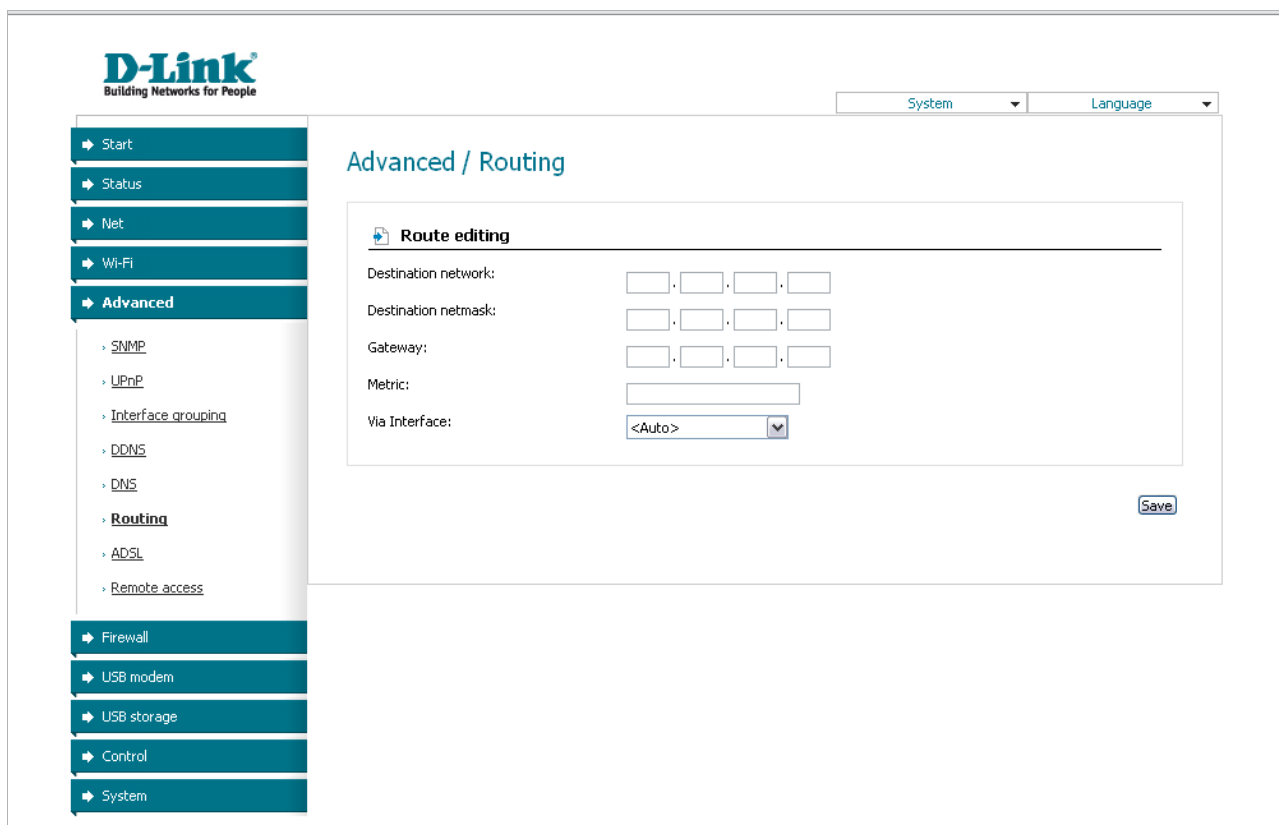 D-Link®
Building Networks for People
System
Language
Start
Status
Net
Wi-Fi
Advanced
SNMP
UPnP
Interface grouping
DDNS
DNS
Routing
ADSL
Remote access
Firewall
USB modem
USB storage
Control
System
Advanced / Routing
Route editing
Destination network:
. . .
Destination netmask:
. . .
Gateway:
. . .
Metric:
Via Interface:
<Auto>
Save